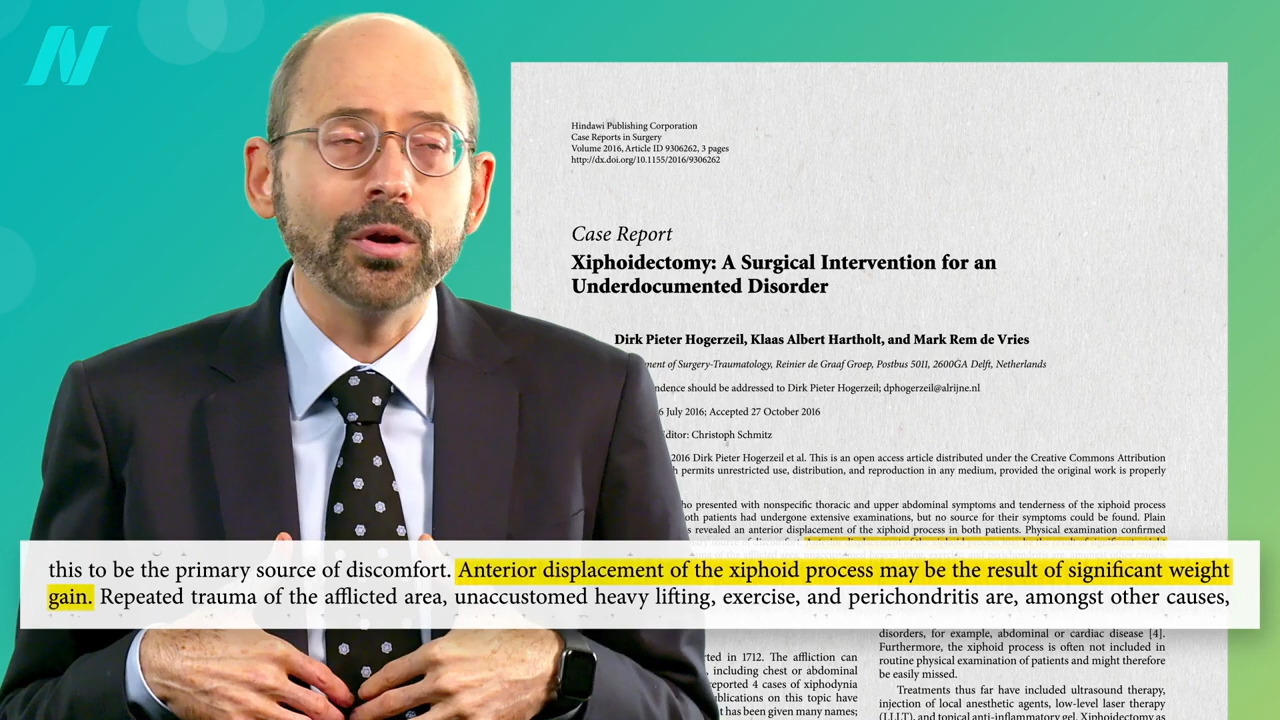 Hindawi Publishing Corporation
Case Reports in Surgery
Volume 2016, Article ID 9306262, 3 pages
http://dx.doi.org/10.1155/2016/9306262
Case Report
Xiphoidectomy: A Surgical Intervention for an
Underdocumented Disorder
Dirk Pieter Hogerzeil, Klaas Albert Hartholt, and Mark Rem de Vries
of Surgery-Traumatology, Reinier de Graaf Groep, Postbus 5011, 2600GA Delft, Netherlands
should be addressed to Dirk Pieter Hogerzeil; dphogerzeil@alrijne.nl
6 July 2016; Accepted 27 October 2016
Christoph Schmitz
2016 Dirk Pieter Hogerzeil et al. This is an open access article distributed under the Creative Commons Attribution
permits unrestricted use, distribution, and reproduction in any medium, provided the original work is properly
presented with nonspecific thoracic and upper abdominal symptoms and tenderness of the xiphoid process
both patients had undergone extensive examinations, but no source for their symptoms could be found. Plain
revealed an anterior displacement of the xiphoid process in both patients. Physical examination confirmed
this to be the primary source of discomfort. Anterior displacement of the xiphoid process may be the result of significant weight
gain. Repeated trauma of the afflicted area, unaccustomed heavy lifting, exercise, and perichondritis are, amongst other causes,
in 1712. The affliction can
including chest or abdominal
reported 4 cases of xiphodynia
on this topic have
has been given many names;
disorders, for example, abdominal or cardiac disease [4].
Furthermore, the xiphoid process is often not included in
routine physical examination of patients and might therefore
be easily missed.
Treatments thus far have included ultrasound therapy,
injection of local anesthetic agents, low-level laser therapy
(LLLT), and topical anti-inflammatory gel. Xiphoidectomy as